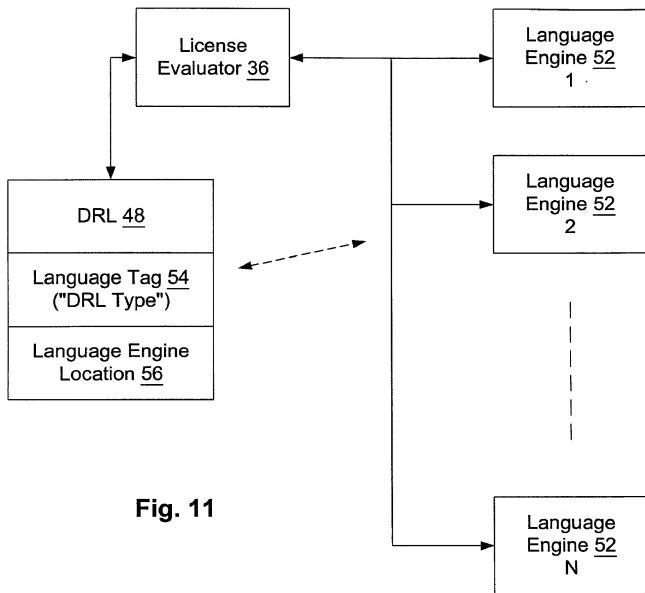 License
Evaluator 36
Language
Engine 52
1
DRL 48
Language Tag 54
("DRL Type")
Language Engine
Location 56
Language
Engine 52
2
Fig. 11
Language
Engine 52
N